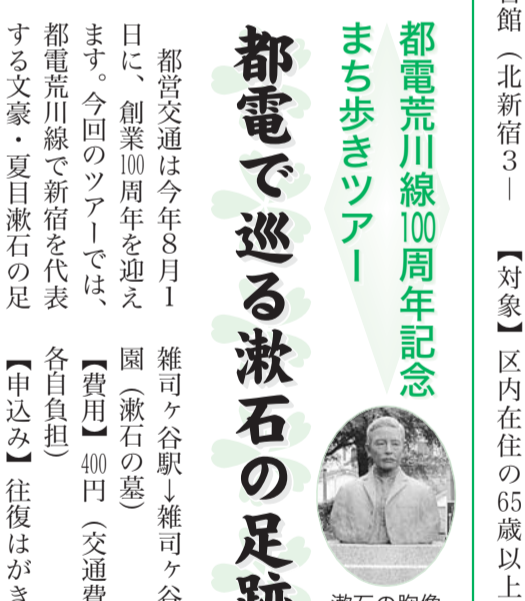 館（北新宿３―
【対象】区内在住の65歳以上
都電荒川線100周年記念
まち歩きツアー
漱石の胸像
都電で巡る漱石の足跡
都営交通は今年８月１
日に、創業100周年を迎え
ます。今回のツアーでは、
都電荒川線で新宿を代表
する文豪・夏目漱石の足
雑司ヶ谷駅→雑司ヶ谷
園（漱石の墓）
【費用】400円（交通費
各自負担）
【申込み】往復はがき